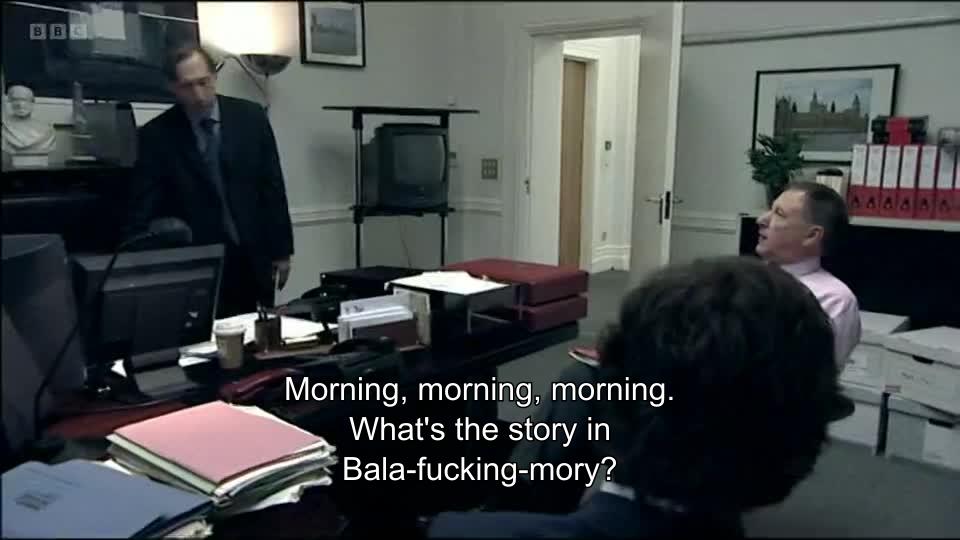 BBC
Morning, morning, morning.
What's the story in
Bala-fucking-mory?